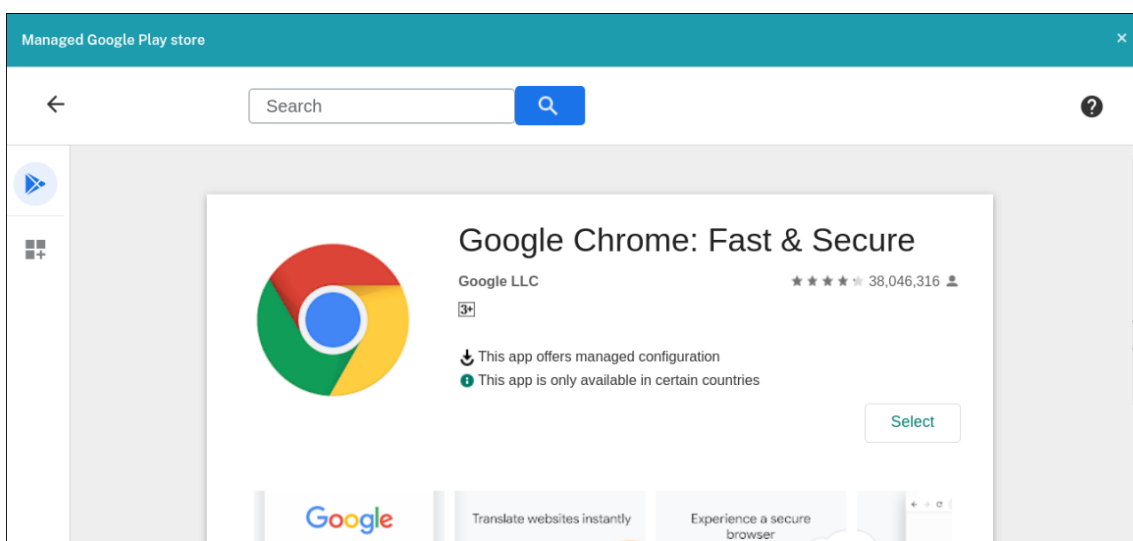 Managed Google Play store
×
Search
Google Chrome: Fast & Secure
Google LLC
38,046,316
3+
This app offers managed configuration
This app is only available in certain countries
Select
Google
Translate websites instantly
Experience a secure
browser